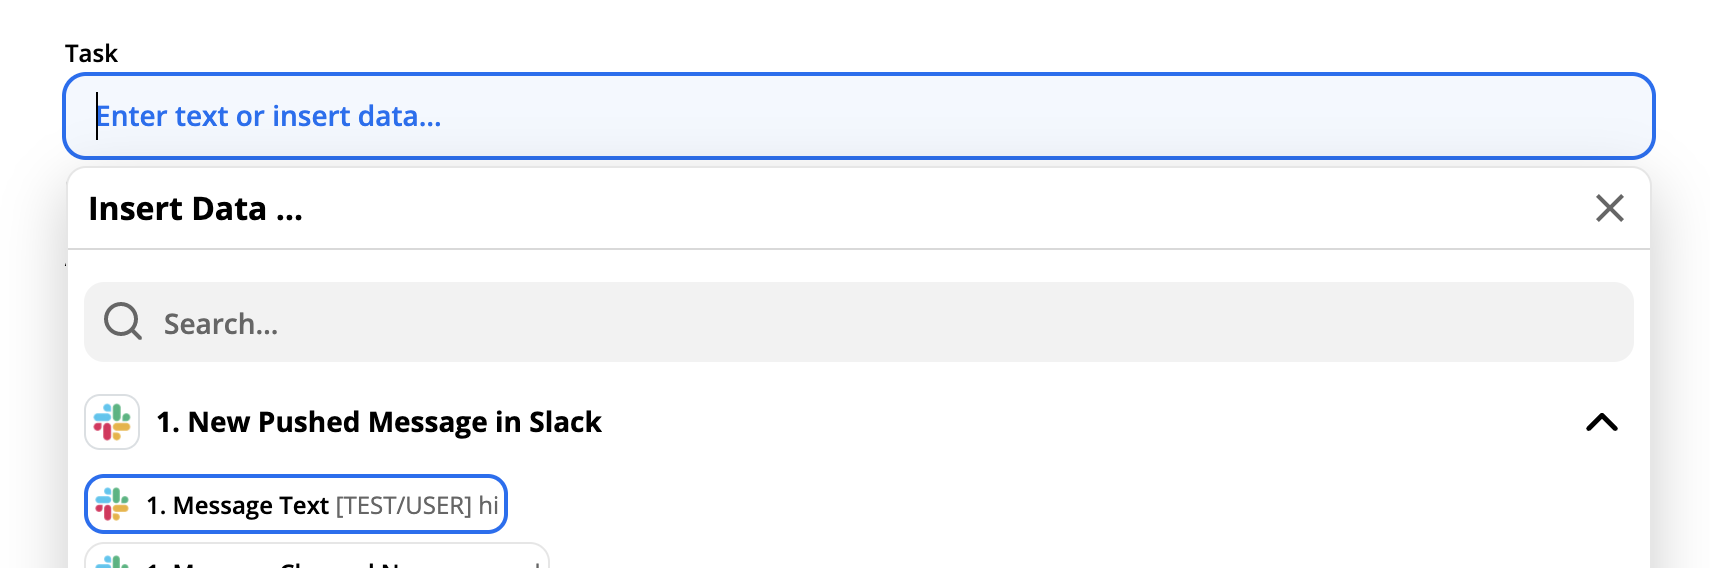 Task
Enter text or insert data...
Insert Data ...
Search...
1. New Pushed Message in Slack
1. Message Text [TEST/USER] hi